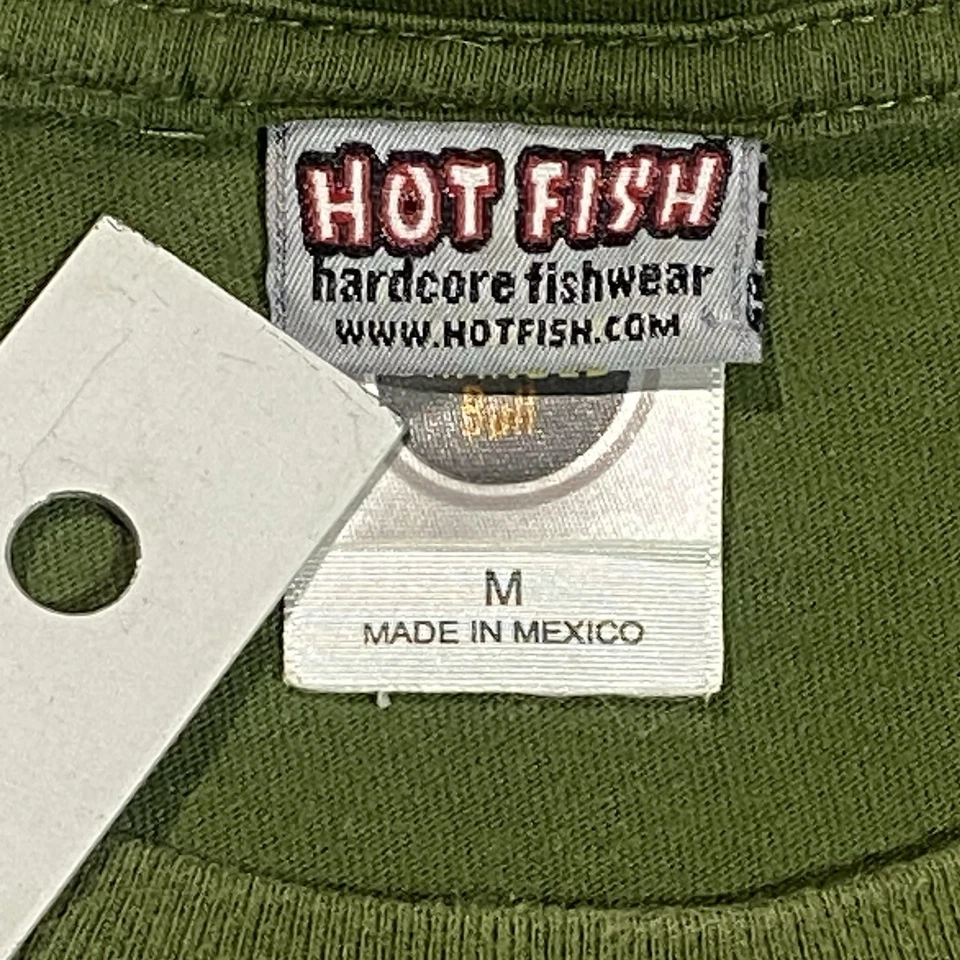 HOT FISH
hardcore fishwear
WWW.HOTFISH.COM
M
MADE IN MEXICO